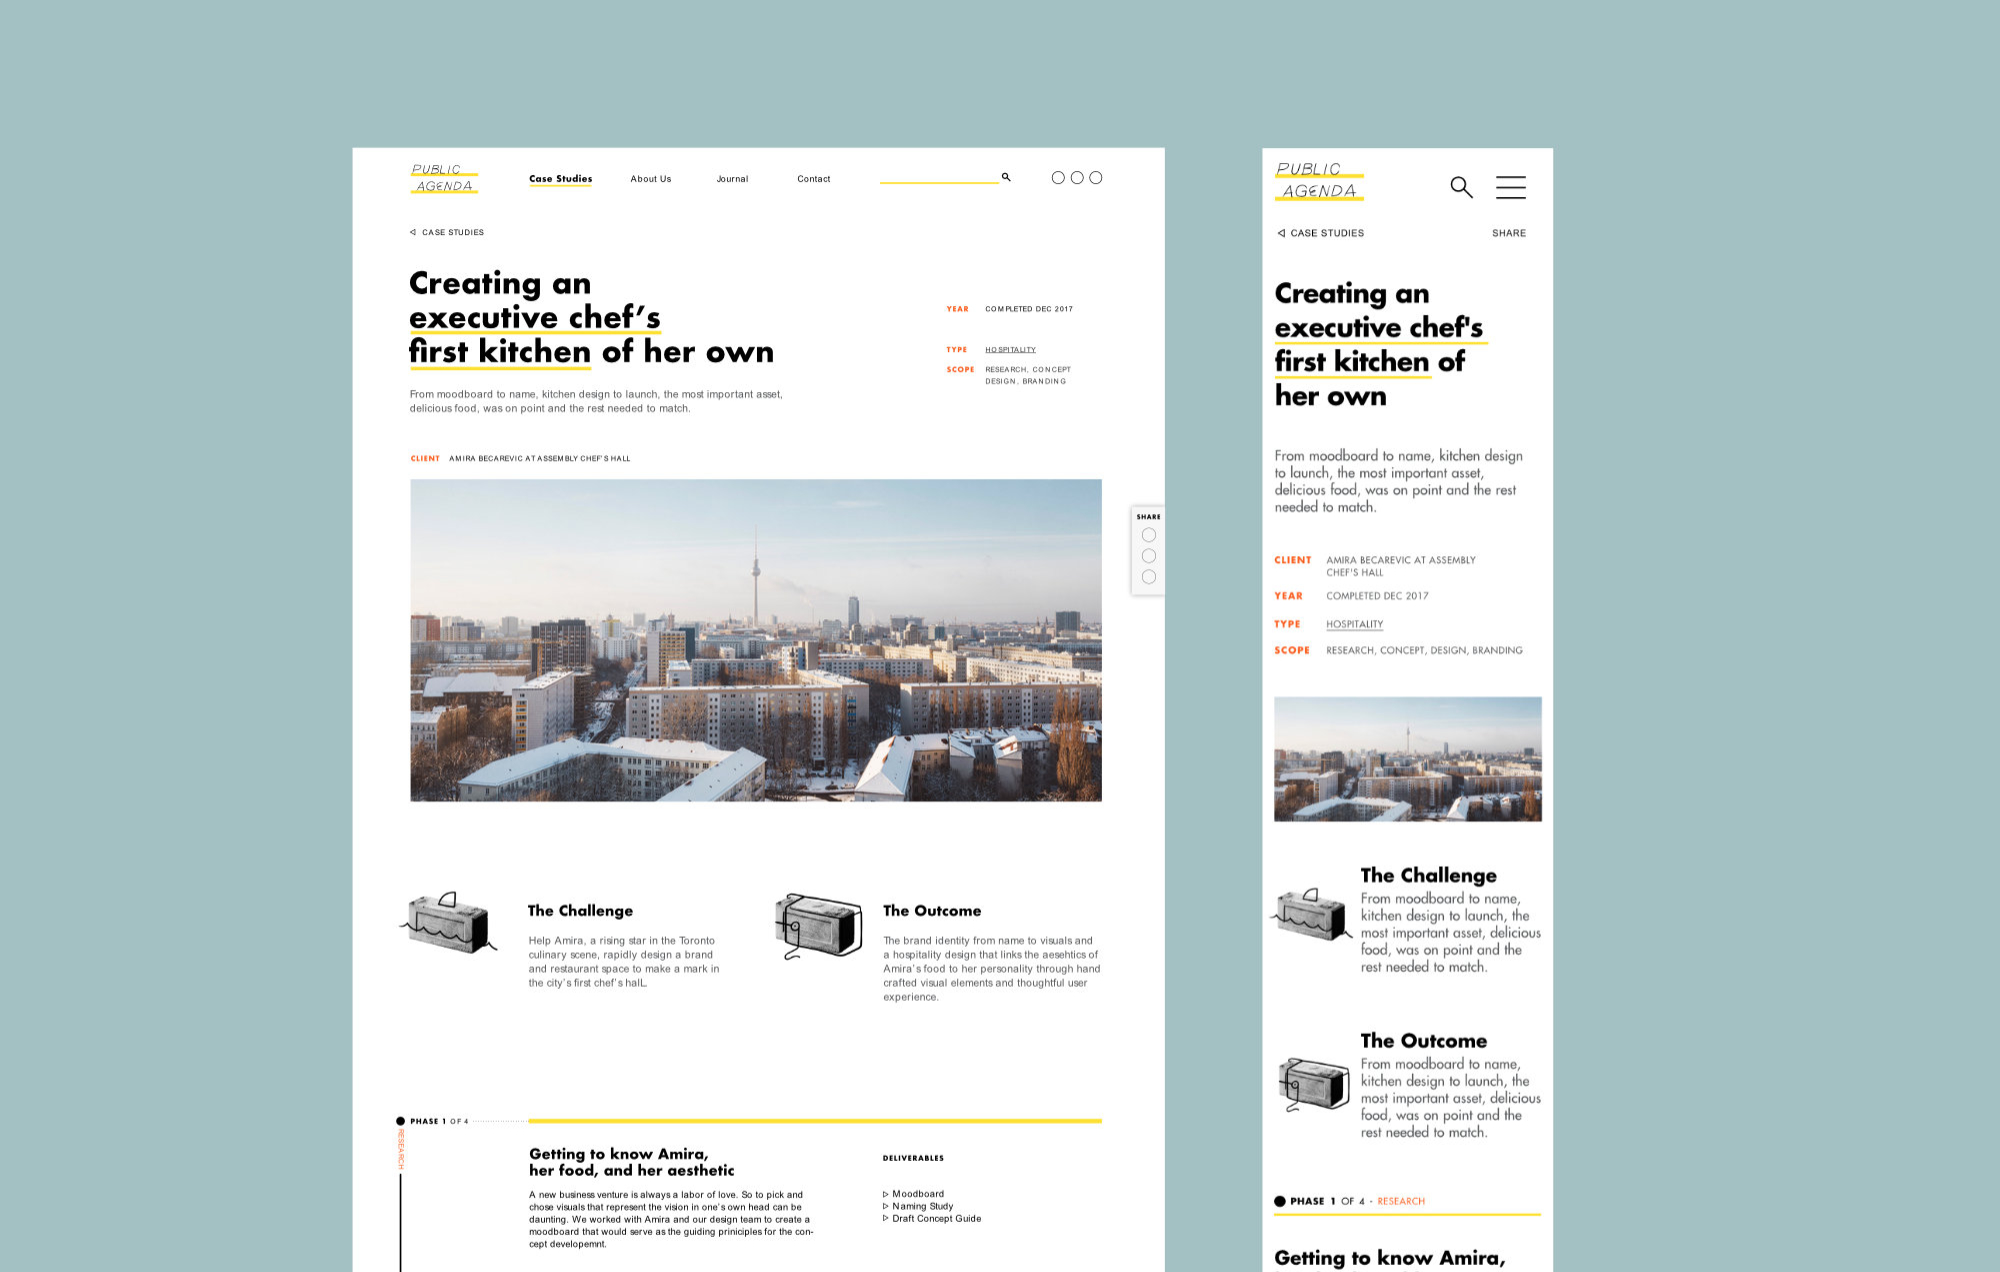 PUBLIC
AGENDA
Case Studies
About Us
Journal
Contact
CASE STUDIES
Creating an
executive chef’s
first kitchen of her own
From moodboard to name, kitchen design to launch, the most important asset,
delicious food, was on point and the rest needed to match.
YEAR COMPLETED DEC 2017
TYPE HOSPITALITY
SCOPE RESEARCH, CONCEPT
DESIGN, BRANDING
CLIENT AMIRA BECAREVIC AT ASSEMBLY CHEF'S HALL
SHARE
The Challenge
Help Amira, a rising star in the Toronto
culinary scene, rapidly design a brand
and restaurant space to make a mark in
the city’s first chef’s halL.
The Outcome
The brand identity from name to visuals and
a hospitality design that links the aesehtics of
Amira’s food to her personality through hand
crafted visual elements and thoughtful user
experience.
PHASE 1 OF 4
RESEARCH
Getting to know Amira,
her food, and her aesthetic
A new business venture is always a labor of love. So to pick and
chose visuals that represent the vision in one’s own head can be
daunting. We worked with Amira and our design team to create a
moodboard that would serve as the guiding priniciples for the con-
cept developemnt.
DELIVERABLES
Moodboard
Naming Study
Draft Concept Guide
PUBLIC
AGENDA
CASE STUDIES
SHARE
Creating an
executive chef's
first kitchen of
her own
From moodboard to name, kitchen design
to launch, the most important asset,
delicious food, was on point and the rest
needed to match.
CLIENT AMIRA BECAREVIC AT ASSEMBLY
CHEF'S HALL
YEAR COMPLETED DEC 2017
TYPE HOSPITALITY
SCOPE RESEARCH, CONCEPT, DESIGN, BRANDING
The Challenge
From moodboard to name,
kitchen design to launch, the
most important asset, delicious
food, was on point and the
rest needed to match.
The Outcome
From moodboard to name,
kitchen design to launch, the
most important asset, delicious
food, was on point and the
rest needed to match.
PHASE 1 OF 4 - RESEARCH
Getting to know Amira,